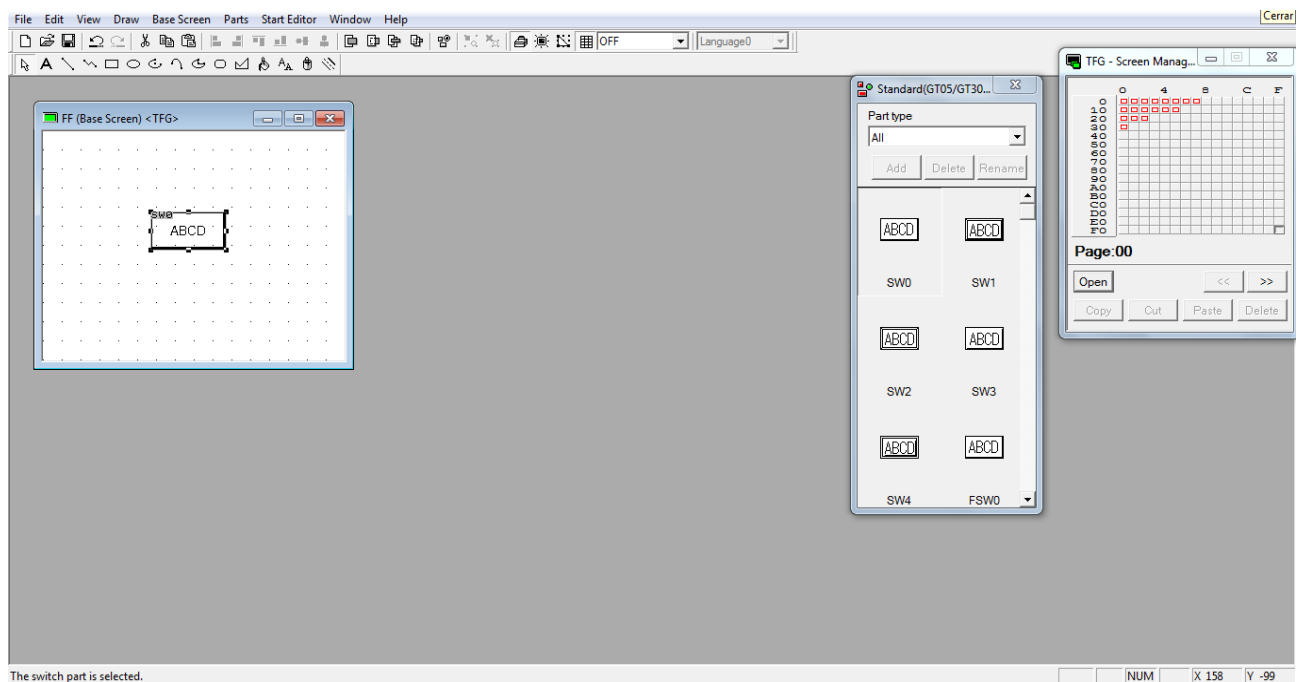 File Edit View Draw Base Screen Parts Start Editor Window Help
Cerrar
OFF
Language0
A
FF (Base Screen) <TFG>
SW0
ABCD
Standard(GT05/GT30...
Part type
All
Add Delete Rename
ABCD ABCD
SW0 SW1
ABCD ABCD
SW2 SW3
ABCD ABCD
SW4 FSW0
TFG - Screen Manag...
0 4 8 C F
0
10
20
30
40
50
60
70
80
90
A0
B0
C0
D0
E0
F0
Page:00
Open << >>
Copy Cut Paste Delete
The switch part is selected.
NUM X 158 Y -99